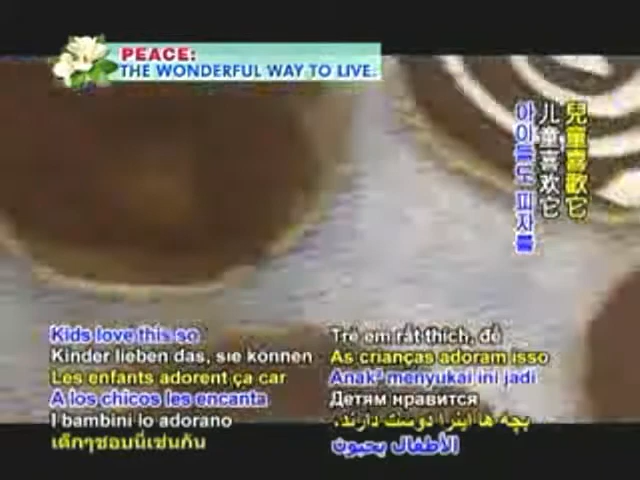 PEACE:
THE WONDERFUL WAY TO LIVE.
兒童喜歡它
儿童喜欢它
아이들도 피자를
Kids love this so
Kinder lieben das, sie können
Les enfants adorent ça car
A los chicos les encanta
I bambini lo adorano
เด็กๆชอบนี่เช่นกัน
Trẻ em rất thích, để
As crianças adoram isso
Anak² menyukai ini jadi
Детям нравится
بچه ها اینرا دوست دارند،
الأطفال يحبون